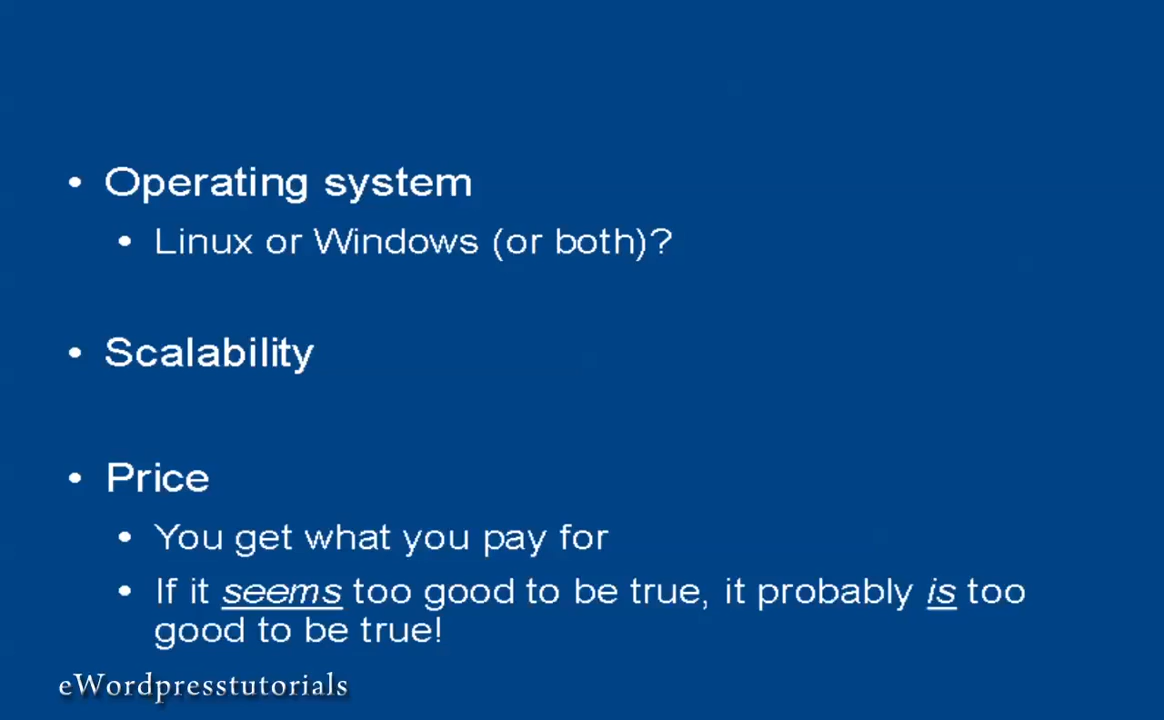 • Operating system
• Linux or Windows (or both)?
• Scalability
• Price
• You get what you pay for
• If it seems too good to be true, it probably is too
good to be true!
eWordpresstutorials